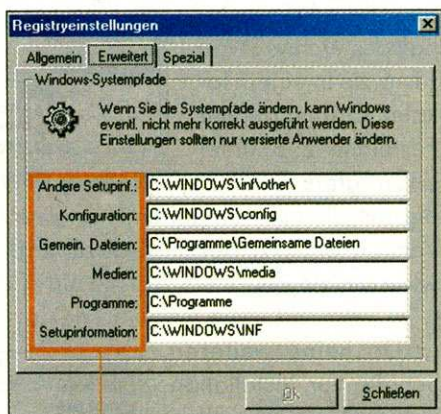 Registryeinstellungen
Allgemein Erweitert Spezial
Windows-Systempfade
Wenn Sie die Systempfade ändern, kann Windows
eventl. nicht mehr korrekt ausgeführt werden. Diese
Einstellungen sollten nur versierte Anwender ändern.
Andere Setupinf.: C:\WINDOWS\inf\other\
Konfiguration: C:\WINDOWS\config
Gemein. Dateien: C:\Programme\Gemeinsame Dateien
Medien: C:\WINDOWS\media
Programme: C:\Programme
Setupinformation: C:\WINDOWS\INF
Ok Schließen